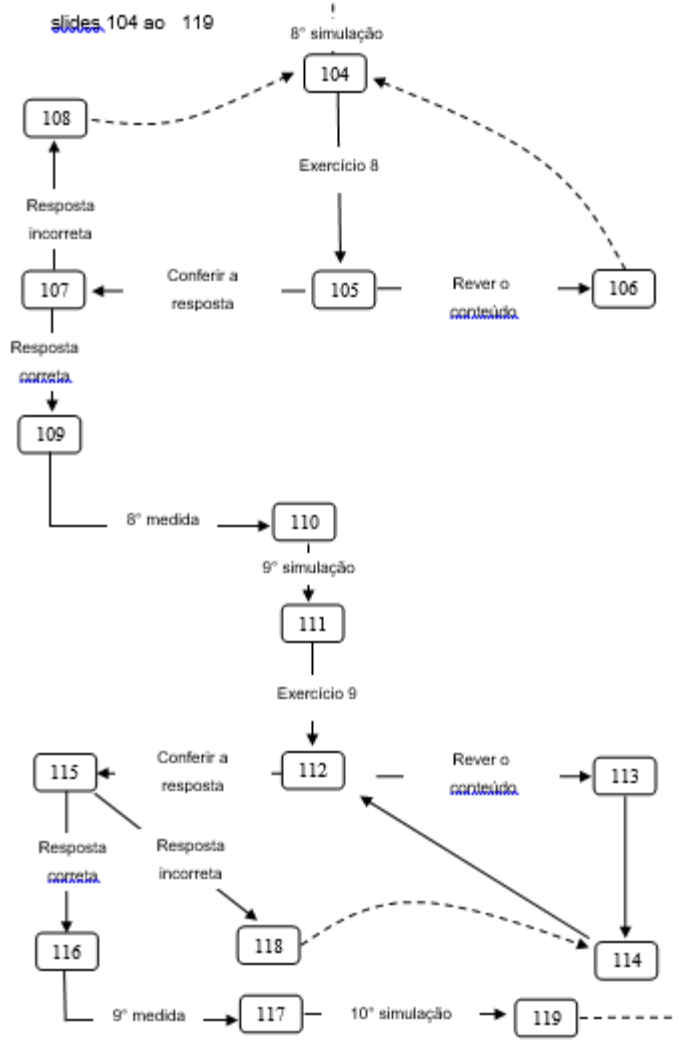 slides 104 ao 119
8° simulação
104
108
Exercício 8
Resposta
incorreta
107
Conferir a
resposta
105
Rever o
conteúdo
106
Resposta
correta
109
8° medida
110
9° simulação
111
Exercício 9
115
Conferir a
resposta
112
Rever o
conteúdo
113
Resposta
correta
Resposta
incorreta
116
118
114
9° medida
117
10° simulação
119